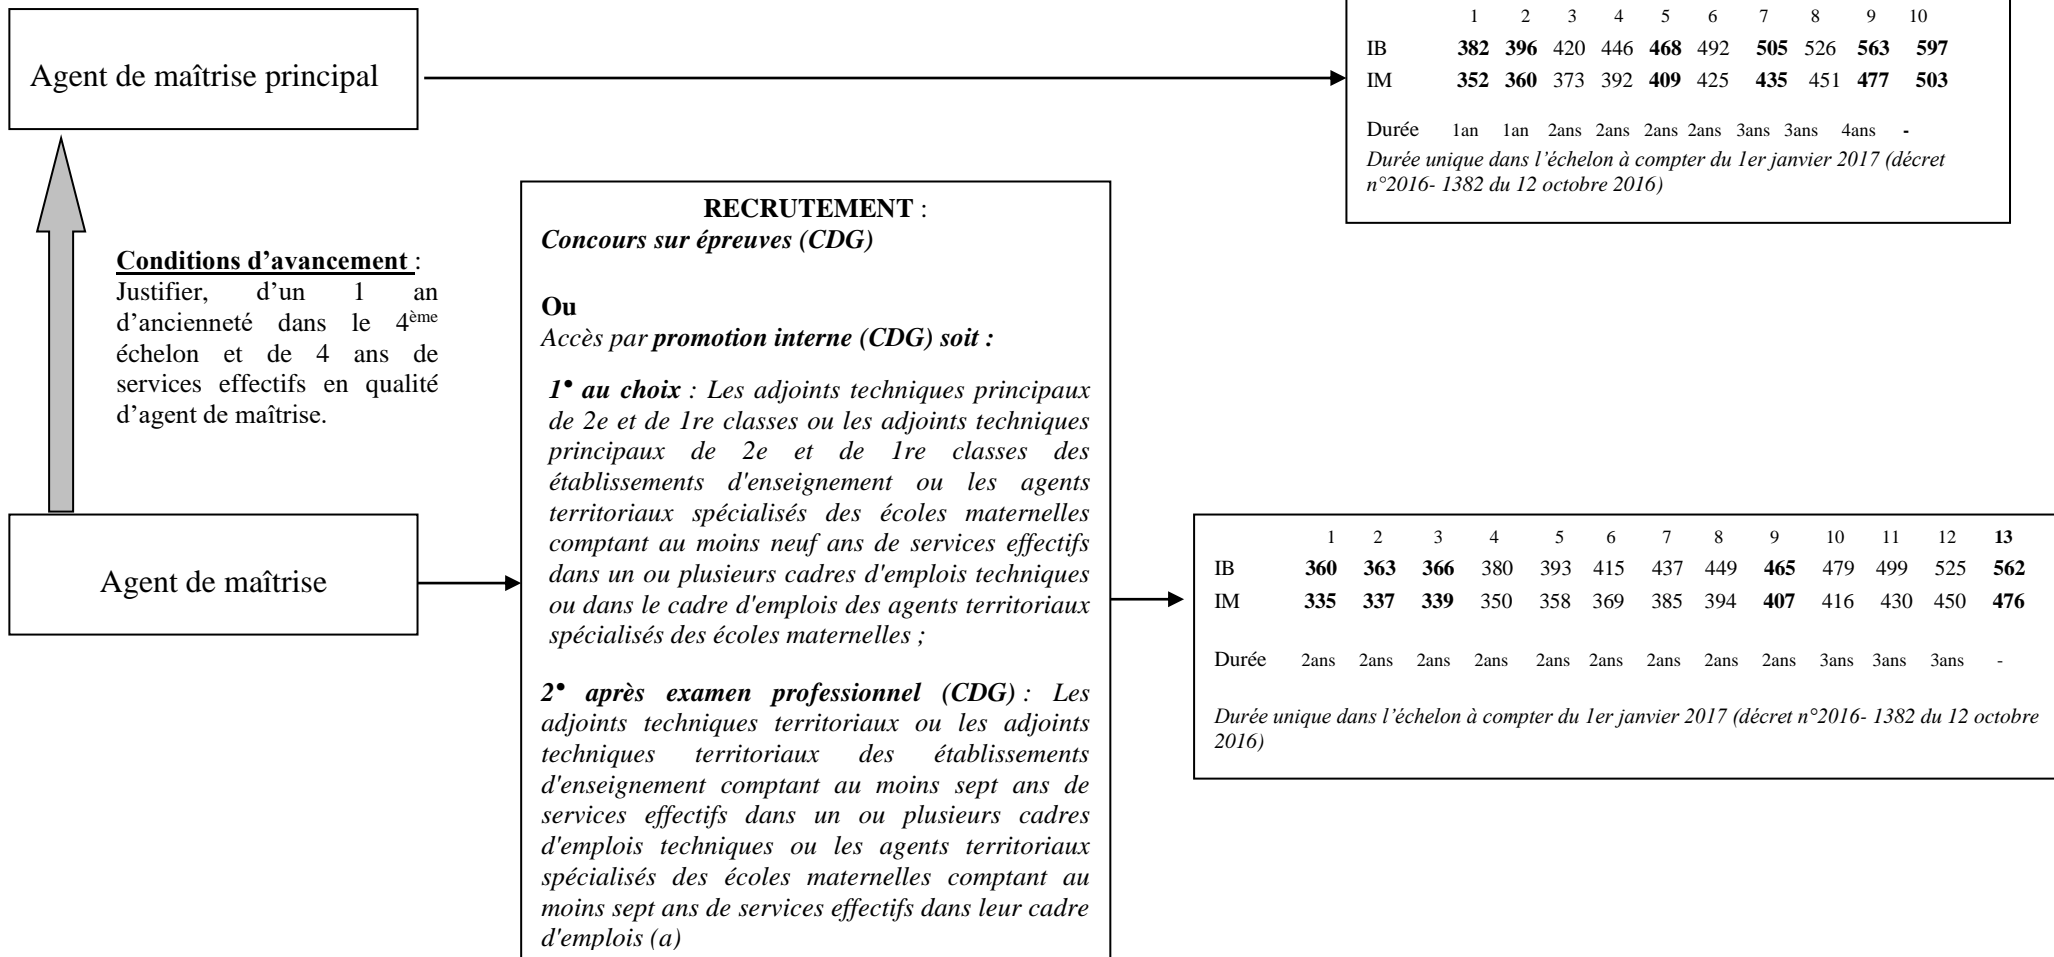 Agent de maîtrise principal
1 2 3 4 5 6 7 8 9 10
IB 382 396 420 446 468 492 505 526 563 597
IM 352 360 373 392 409 425 435 451 477 503
Durée 1an 1an 2ans 2ans 2ans 2ans 3ans 3ans 4ans -
Durée unique dans l’échelon à compter du 1er janvier 2017 (décret
n°2016- 1382 du 12 octobre 2016)
Conditions d’avancement :
Justifier, d’un 1 an
d’ancienneté dans le 4ème
échelon et de 4 ans de
services effectifs en qualité
d’agent de maîtrise.
Agent de maîtrise
RECRUTEMENT :
Concours sur épreuves (CDG)
Ou
Accès par promotion interne (CDG) soit :
1• au choix : Les adjoints techniques principaux
de 2e et de 1re classes ou les adjoints techniques
principaux de 2e et de 1re classes des
établissements d'enseignement ou les agents
territoriaux spécialisés des écoles maternelles
comptant au moins neuf ans de services effectifs
dans un ou plusieurs cadres d'emplois techniques
ou dans le cadre d'emplois des agents territoriaux
spécialisés des écoles maternelles ;
2• après examen professionnel (CDG) : Les
adjoints techniques territoriaux ou les adjoints
techniques territoriaux des établissements
d'enseignement comptant au moins sept ans de
services effectifs dans un ou plusieurs cadres
d'emplois techniques ou les agents territoriaux
spécialisés des écoles maternelles comptant au
moins sept ans de services effectifs dans leur cadre
d'emplois (a)
1 2 3 4 5 6 7 8 9 10 11 12 13
IB 360 363 366 380 393 415 437 449 465 479 499 525 562
IM 335 337 339 350 358 369 385 394 407 416 430 450 476
Durée 2ans 2ans 2ans 2ans 2ans 2ans 2ans 2ans 2ans 3ans 3ans 3ans -
Durée unique dans l’échelon à compter du 1er janvier 2017 (décret n°2016- 1382 du 12 octobre
2016)